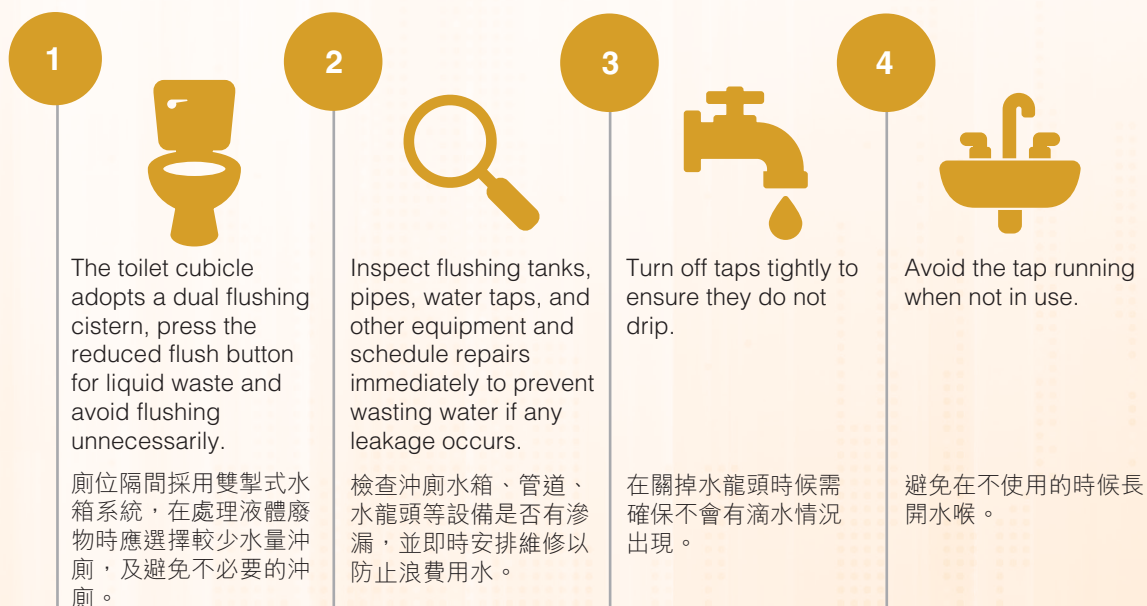 1
The toilet cubicle
adopts a dual flushing
cistern, press the
reduced flush button
for liquid waste and
avoid flushing
unnecessarily.
廁位隔間採用雙掣式水
箱系統，在處理液體廢
物時應選擇較少水量沖
廁，及避免不必要的沖
廁。
2
Inspect flushing tanks,
pipes, water taps, and
other equipment and
schedule repairs
immediately to prevent
wasting water if any
leakage occurs.
檢查沖廁水箱、管道、
水龍頭等設備是否有滲
漏，並即時安排維修以
防止浪費用水。
3
Turn off taps tightly to
ensure they do not
drip.
在關掉水龍頭時候需
確保不會有滴水情況
出現。
4
Avoid the tap running
when not in use.
避免在不使用的時候長
開水喉。